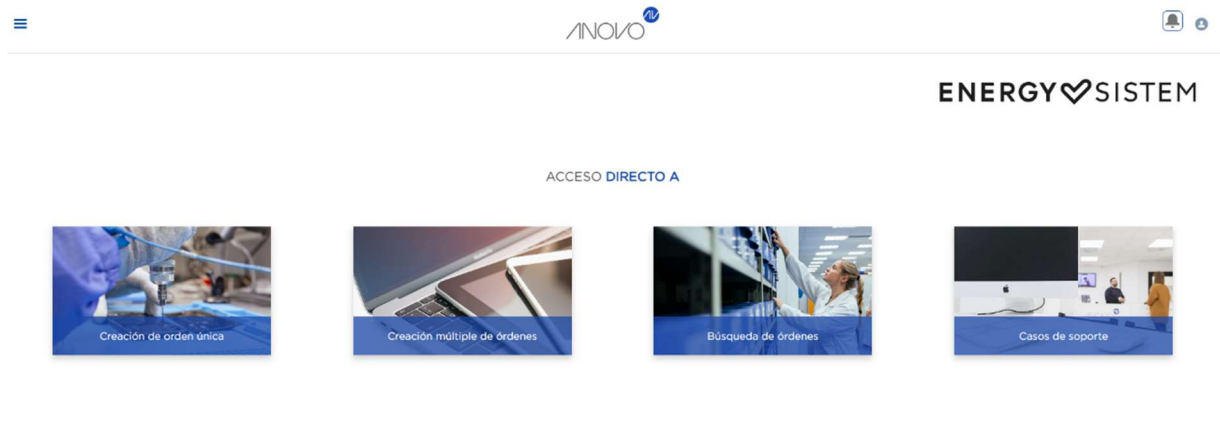 ANOVO
ENERGY SISTEM
ACCESO DIRECTO A
Creación de orden única
Creación múltiple de órdenes
Búsqueda de órdenes
Casos de soporte